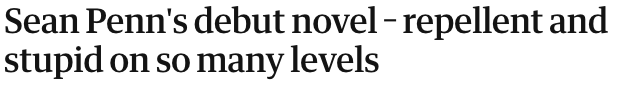 Sean Penn's debut novel – repellent and
stupid on so many levels